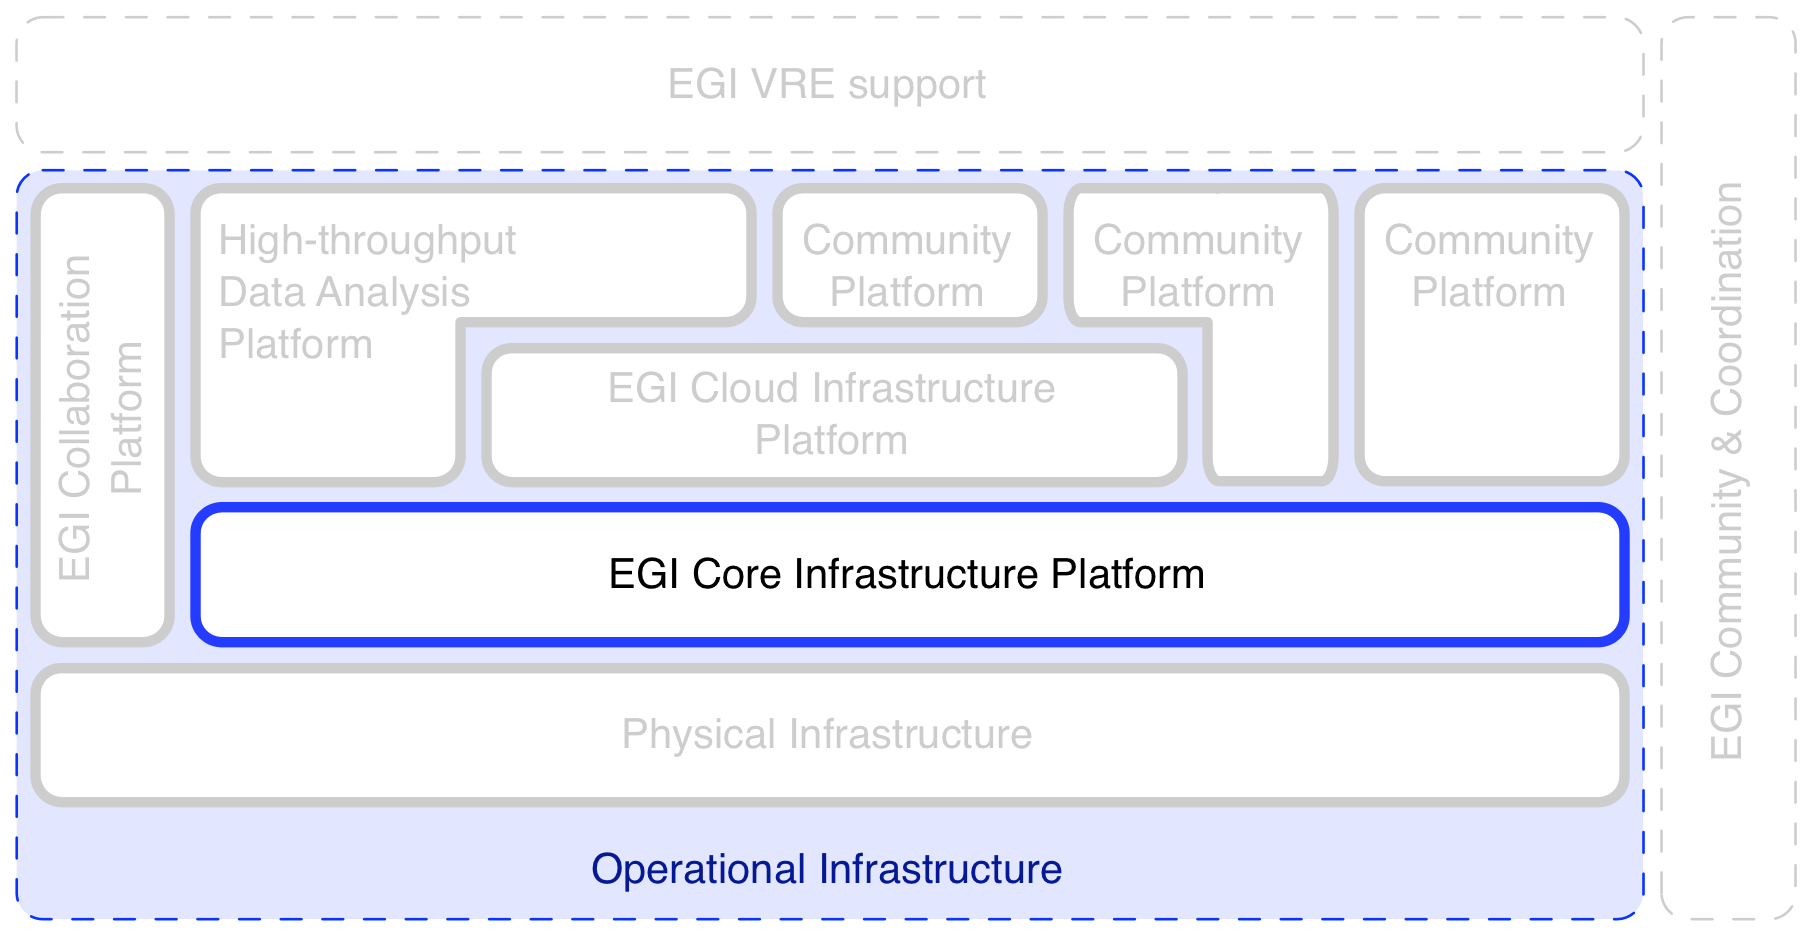 EGI VRE support
EGI Collaboration
Platform
High-throughput
Data Analysis
Platform
Community
Platform
Community
Platform
Community
Platform
EGI Cloud Infrastructure
Platform
EGI Core Infrastructure Platform
Physical Infrastructure
Operational Infrastructure
EGI Community & Coordination